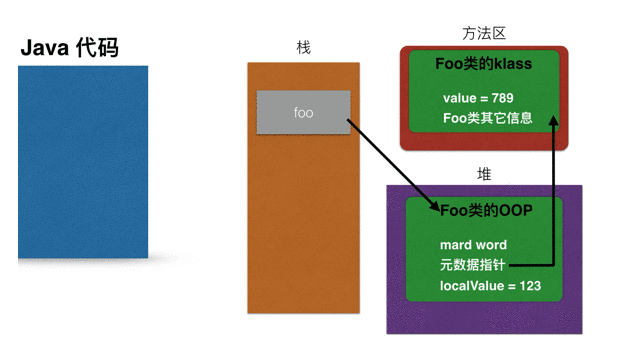 Java 代码
栈
foo
方法区
Foo类的klass
value = 789
Foo类其它信息
堆
Foo类的OOP
mard word
元数据指针
localValue = 123